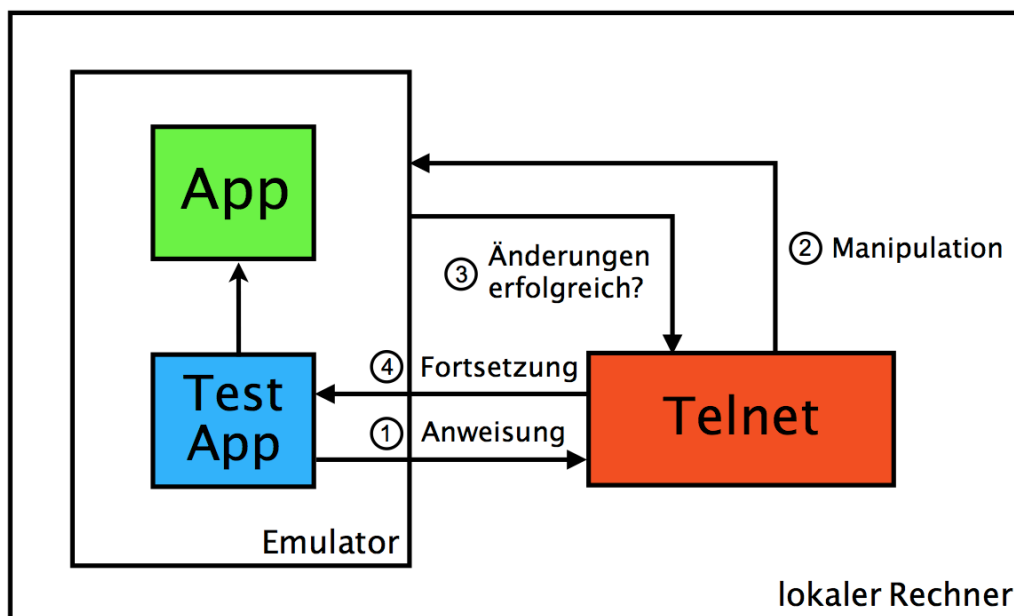 App
② Manipulation
③ Änderungen
erfolgreich?
④ Fortsetzung
Test
App
Telnet
① Anweisung
Emulator
lokaler Rechner